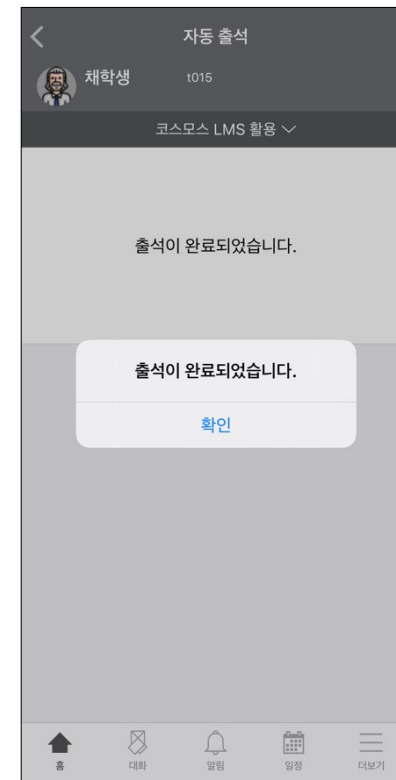 자동 출석
채학생 t015
코스모스 LMS 활용
출석이 완료되었습니다.
출석이 완료되었습니다.
확인
홈 대화 알림 일정 더보기